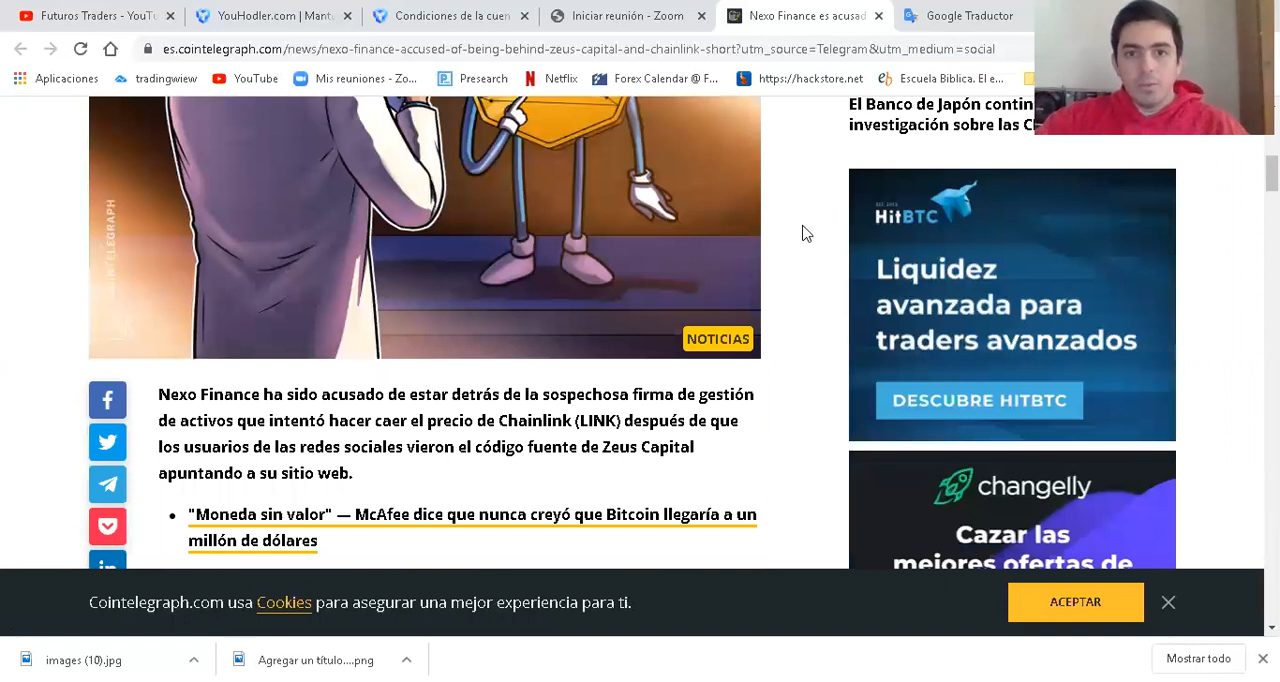 Futuros Traders - YouTu
YouHodler.com | Mant
Condiciones de la cuen
Iniciar reunión - Zoom
Nexo Finance es acusad
Google Traductor
es.cointelegraph.com/news/nexo-finance-accused-of-being-behind-zeus-capital-and-chainlink-short?utm_source=Telegram&utm_medium=social
Aplicaciones
tradingwiew
YouTube
Mis reuniones - Zo...
Presearch
Netflix
Forex Calendar @ F...
https://hackstore.net
Escuela Biblica. El e...
El Banco de Japón contin
investigación sobre las C
COINTELEGRAPH
NOTICIAS
HitBTC
Liquidez
avanzada para
traders avanzados
DESCUBRE HITBTC
Nexo Finance ha sido acusado de estar detrás de la sospechosa firma de gestión
de activos que intentó hacer caer el precio de Chainlink (LINK) después de que
los usuarios de las redes sociales vieron el código fuente de Zeus Capital
apuntando a su sitio web.
"Moneda sin valor" — McAfee dice que nunca creyó que Bitcoin llegaría a un
millón de dólares
changelly
Cazar las
mejores ofertas de
Cointelegraph.com usa Cookies para asegurar una mejor experiencia para ti.
ACEPTAR
images (10).jpg
Agregar un título....png
Mostrar todo